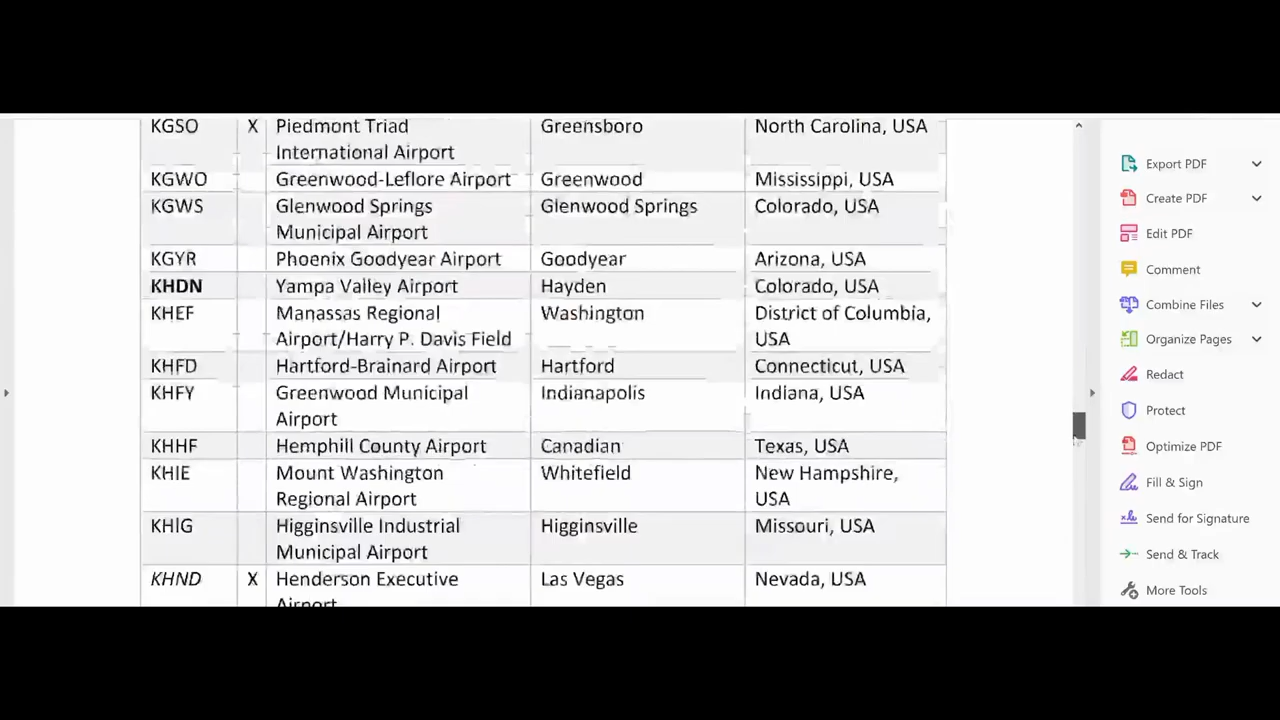 KGSO X Piedmont Triad Greensboro North Carolina, USA
International Airport
KGWO Greenwood-Leflore Airport Greenwood Mississippi, USA
KGWS Glenwood Springs Glenwood Springs Colorado, USA
Municipal Airport
KGYR Phoenix Goodyear Airport Goodyear Arizona, USA
KHDN Yampa Valley Airport Hayden Colorado, USA
KHEF Manassas Regional Washington District of Columbia,
Airport/Harry P. Davis Field USA
KHFD Hartford-Brainard Airport Hartford Connecticut, USA
KHFY Greenwood Municipal Indianapolis Indiana, USA
Airport
KHHF Hemphill County Airport Canadian Texas, USA
KHIE Mount Washington Whitefield New Hampshire,
Regional Airport USA
KHIG Higginsville Industrial Higginsville Missouri, USA
Municipal Airport
KHND X Henderson Executive Las Vegas Nevada, USA
Airport
Export PDF
Create PDF
Edit PDF
Comment
Combine Files
Organize Pages
Redact
Protect
Optimize PDF
Fill & Sign
Send for Signature
Send & Track
More Tools